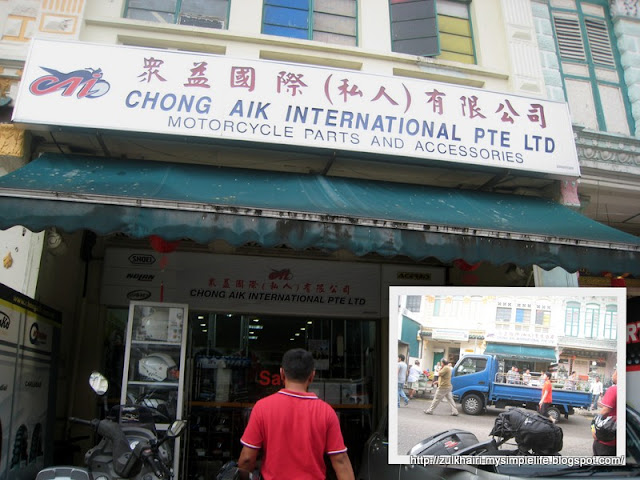 眾益國際(私人)有限公司
CAI
CHONG AIK INTERNATIONAL PTE LTD
MOTORCYCLE PARTS AND ACCESSORIES
SHOEI
CAI
眾益國際(私人)有限公司
CHONG AIK INTERNATIONAL PTE LTD
Sa
http://zulkhairi-mysimplelife.blogspot.com/